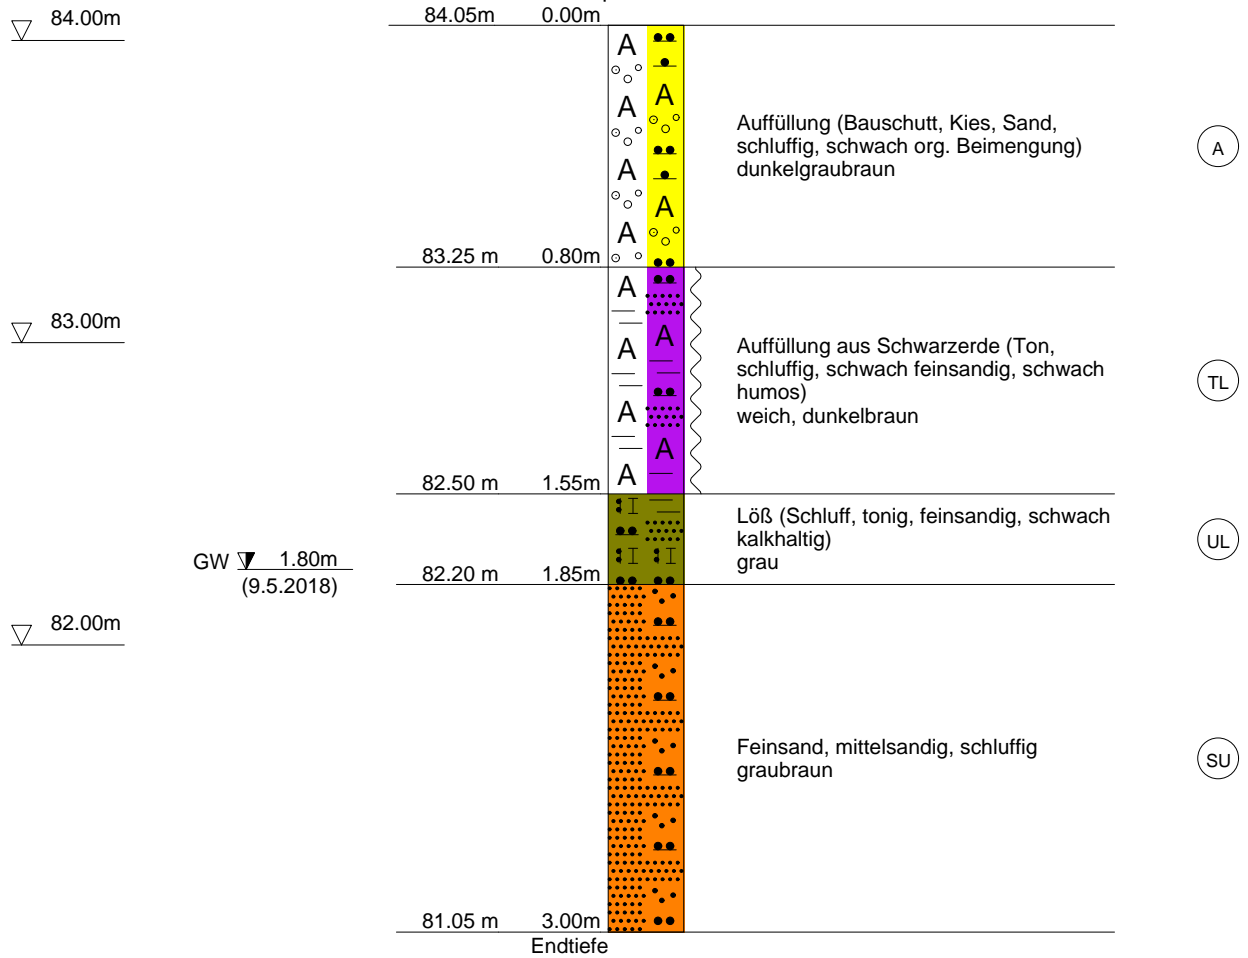 84.00m
84.05m 0.00m
Auffüllung (Bauschutt, Kies, Sand,
schluffig, schwach org. Beimengung)
dunkelgraubraun
A
83.25 m 0.80m
83.00m
Auffüllung aus Schwarzerde (Ton,
schluffig, schwach feinsandig, schwach
humos)
weich, dunkelbraun
TL
82.50 m 1.55m
Löß (Schluff, tonig, feinsandig, schwach
kalkhaltig)
grau
UL
GW 1.80m
(9.5.2018)
82.20 m 1.85m
82.00m
Feinsand, mittelsandig, schluffig
graubraun
SU
81.05 m 3.00m
Endtiefe
A
A
A
A
A
A
A
A
A
A
A
A